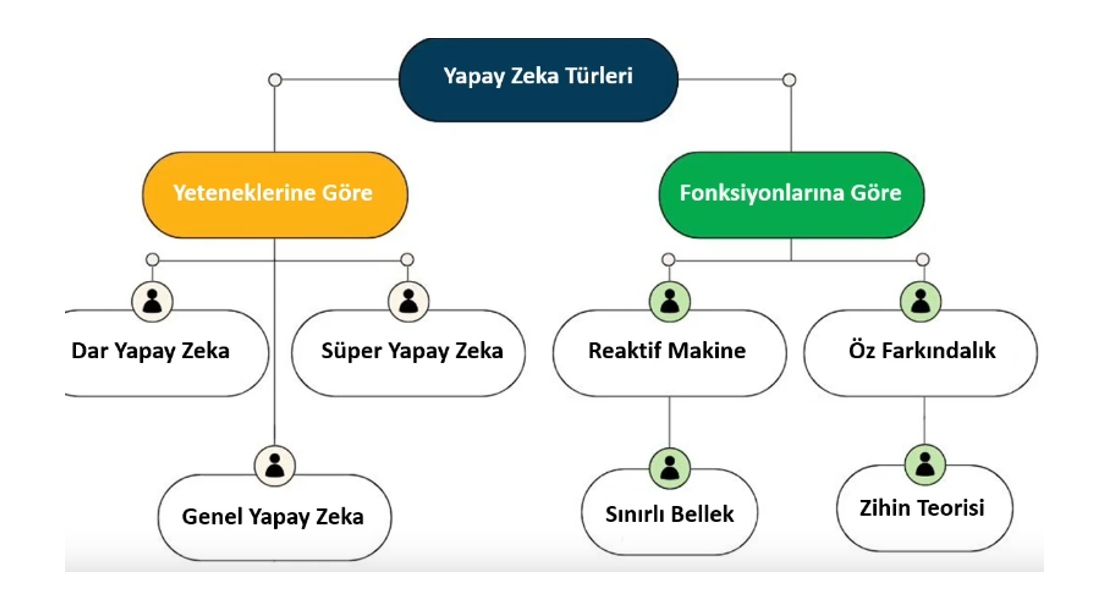 Yapay Zeka Türleri
Yeteneklerine Göre
Fonksiyonlarına Göre
Dar Yapay Zeka
Süper Yapay Zeka
Reaktif Makine
Öz Farkındalık
Genel Yapay Zeka
Sınırlı Bellek
Zihin Teorisi